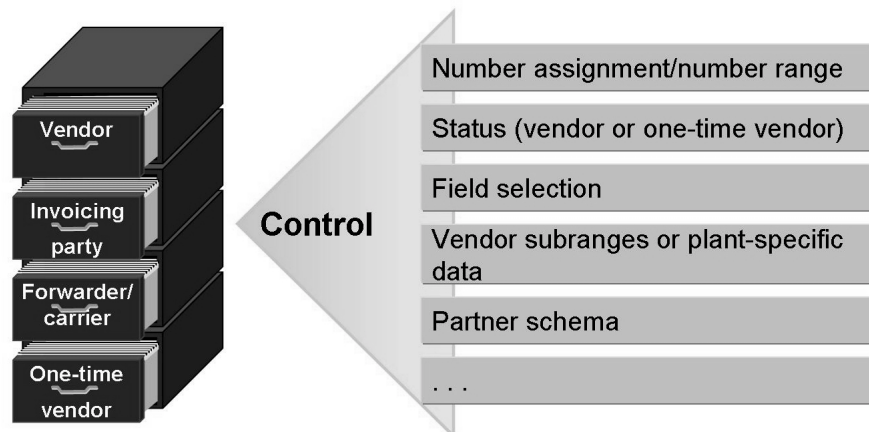 Vendor
Invoicing
party
Forwarder/
carrier
One-time
vendor
Control
Number assignment/number range
Status (vendor or one-time vendor)
Field selection
Vendor subranges or plant-specific
data
Partner schema
. . .